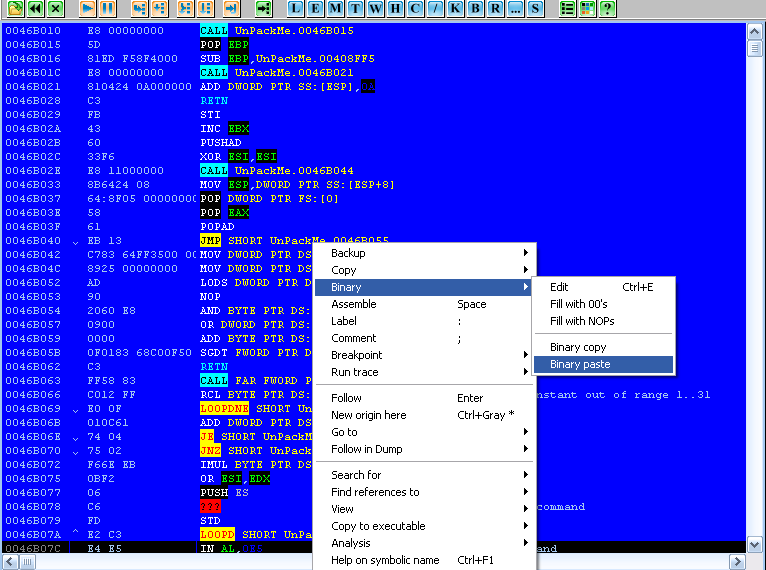 L E M T W H C / K B R ... S ?
0046B010 E8 00000000 CALL UnPackMe.0046B015
0046B015 5D POP EBP
0046B016 81ED F58F4000 SUB EBP,UnPackMe.00408FF5
0046B01C E8 00000000 CALL UnPackMe.0046B021
0046B021 810424 0A000000 ADD DWORD PTR SS:[ESP],0A
0046B028 C3 RETN
0046B029 FB STI
0046B02A 43 INC EBX
0046B02B 60 PUSHAD
0046B02C 33F6 XOR ESI,ESI
0046B02E E8 11000000 CALL UnPackMe.0046B044
0046B033 8B6424 08 MOV ESP,DWORD PTR SS:[ESP+8]
0046B037 64:8F05 00000000 POP DWORD PTR FS:[0]
0046B03E 58 POP EAX
0046B03F 61 POPAD
0046B040 EB 13 JMP SHORT UnPackMe.0046B055
0046B042 C783 64FF3500 00 MOV DWORD PTR DS
0046B04C 8925 00000000 MOV DWORD PTR DS
0046B052 AD LODS DWORD PTR D
0046B053 90 NOP
0046B054 2060 E8 AND BYTE PTR DS:
0046B057 0900 OR DWORD PTR DS:
0046B059 0000 ADD BYTE PTR DS:
0046B05B 0F0183 68C00F50 SGDT FWORD PTR D
0046B062 C3 RETN
0046B063 FF58 83 CALL FAR FWORD P
0046B066 C012 FF RCL BYTE PTR DS: nstant out of range 1..31
0046B069 E0 0F LOOPDNE SHORT Un
0046B06B 010C61 ADD DWORD PTR DS
0046B06E 74 04 JE SHORT UnPackM
0046B070 75 02 JNZ SHORT UnPack
0046B072 F66E EB IMUL BYTE PTR DS
0046B075 0BF2 OR ESI,EDX
0046B077 06 PUSH ES
0046B078 C6 ??? command
0046B079 FD STD
0046B07A E2 C3 LOOPD SHORT UnPa
0046B07C E4 E5 IN AL,0E5 and
Backup
Copy
Binary
Assemble Space
Label :
Comment ;
Breakpoint
Run trace
Follow Enter
New origin here Ctrl+Gray *
Go to
Follow in Dump
Search for
Find references to
View
Copy to executable
Analysis
Help on symbolic name Ctrl+F1
Edit Ctrl+E
Fill with 00's
Fill with NOPs
Binary copy
Binary paste